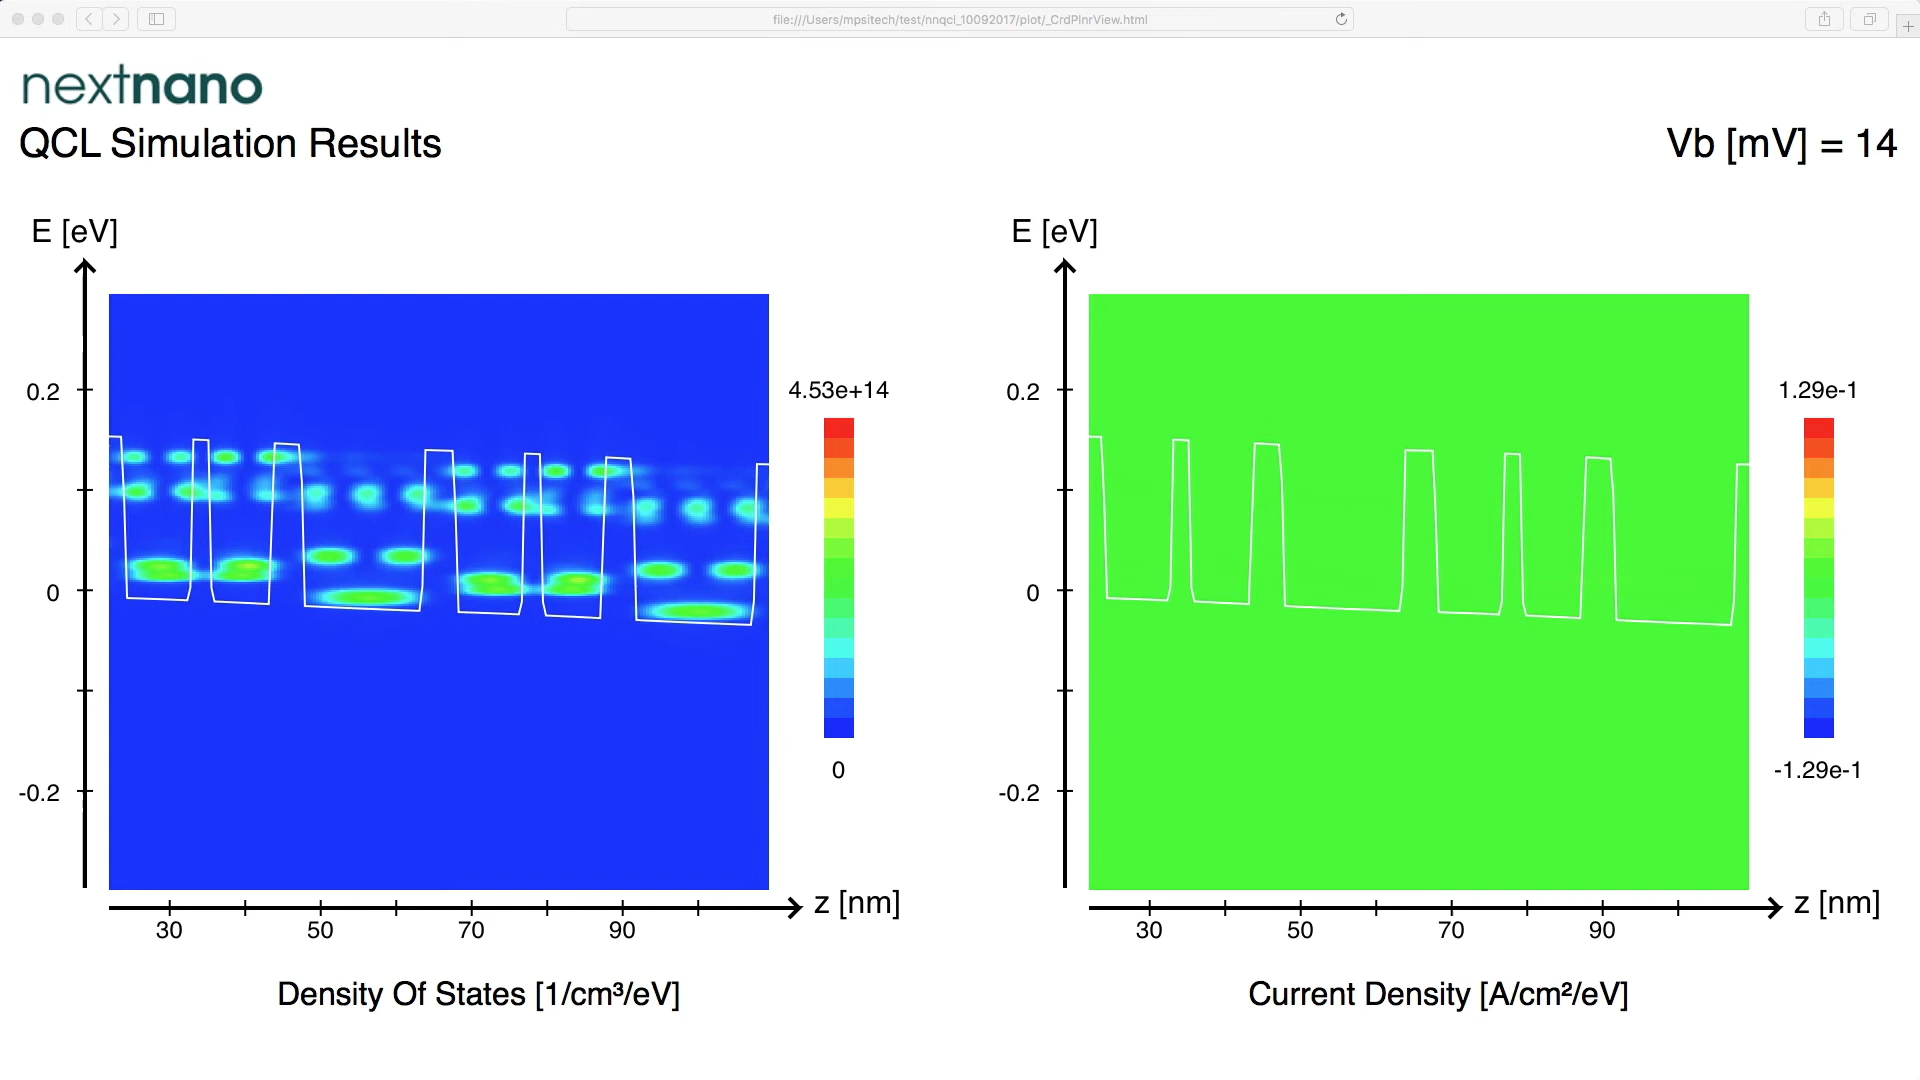 file:///Users/mpsitech/test/nnqcl_10092017/plot/_CrdPlnrView.html
nextnano
QCL Simulation Results
Vb [mV] = 14
E [eV]
0.2
0
-0.2
4.53e+14
0
30
50
70
90
z [nm]
Density Of States [1/cm³/eV]
E [eV]
0.2
0
-0.2
1.29e-1
-1.29e-1
30
50
70
90
z [nm]
Current Density [A/cm²/eV]